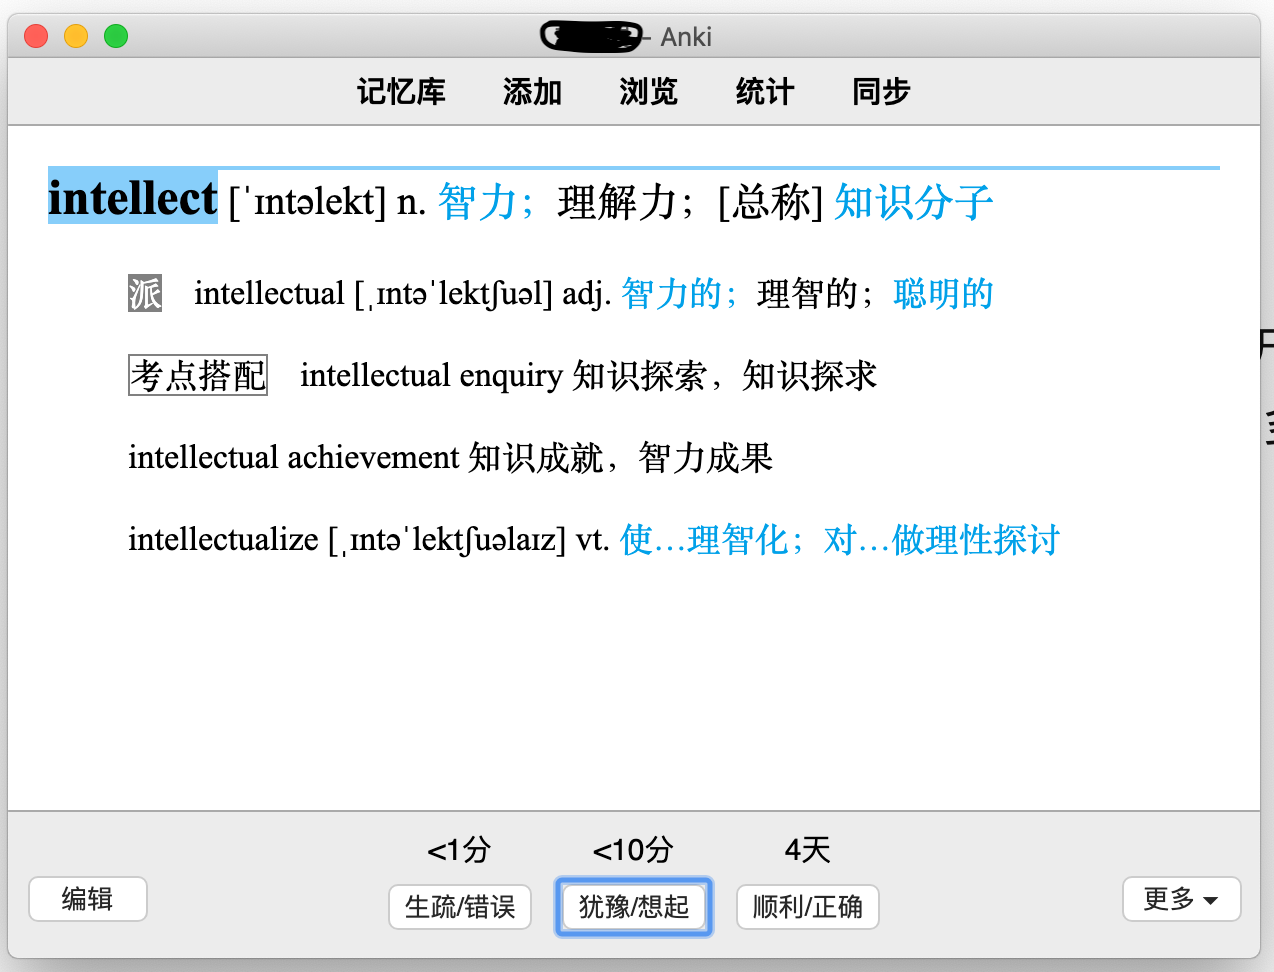 - Anki
记忆库 添加 浏览 统计 同步
intellect [ˈɪntəlekt] n. 智力；理解力；[总称] 知识分子
派 intellectual [ˌɪntəˈlektʃuəl] adj. 智力的；理智的；聪明的
考点搭配 intellectual enquiry 知识探索，知识探求
intellectual achievement 知识成就，智力成果
intellectualize [ˌɪntəˈlektʃuəlaɪz] vt. 使…理智化；对…做理性探讨
<1分 <10分 4天
编辑 生疏/错误 犹豫/想起 顺利/正确 更多